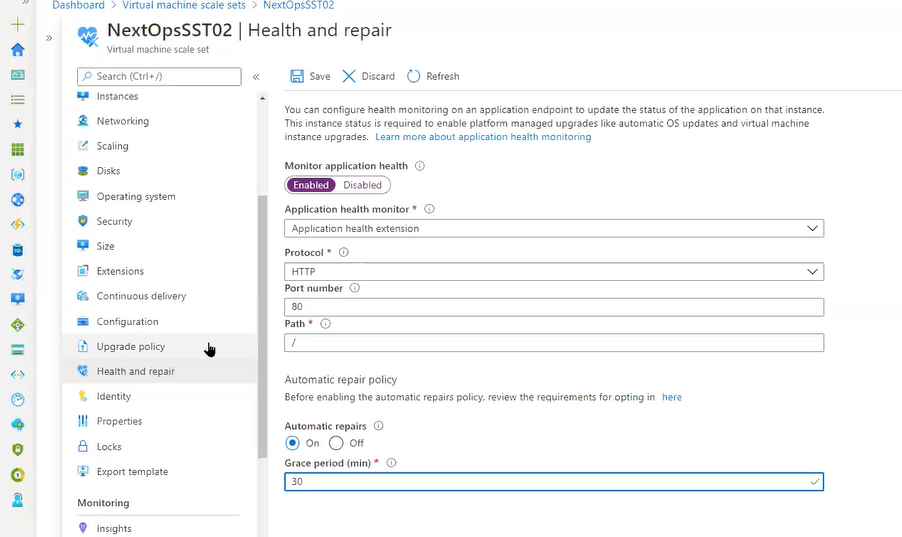 Dashboard > Virtual machine scale sets > NextOpsSST02
NextOpsSST02 | Health and repair
Virtual machine scale set
Search (Ctrl+/)
«
Save
Discard
Refresh
Instances
Networking
Scaling
Disks
Operating system
Security
Size
Extensions
Continuous delivery
Configuration
Upgrade policy
Health and repair
Identity
Properties
Locks
Export template
Monitoring
Insights
You can configure health monitoring on an application endpoint to update the status of the application on that instance.
This instance status is required to enable platform managed upgrades like automatic OS updates and virtual machine
instance upgrades. Learn more about application health monitoring
Monitor application health
Enabled Disabled
Application health monitor *
Application health extension
Protocol *
HTTP
Port number
80
Path *
/
Automatic repair policy
Before enabling the automatic repairs policy, review the requirements for opting in here
Automatic repairs
On Off
Grace period (min) *
30